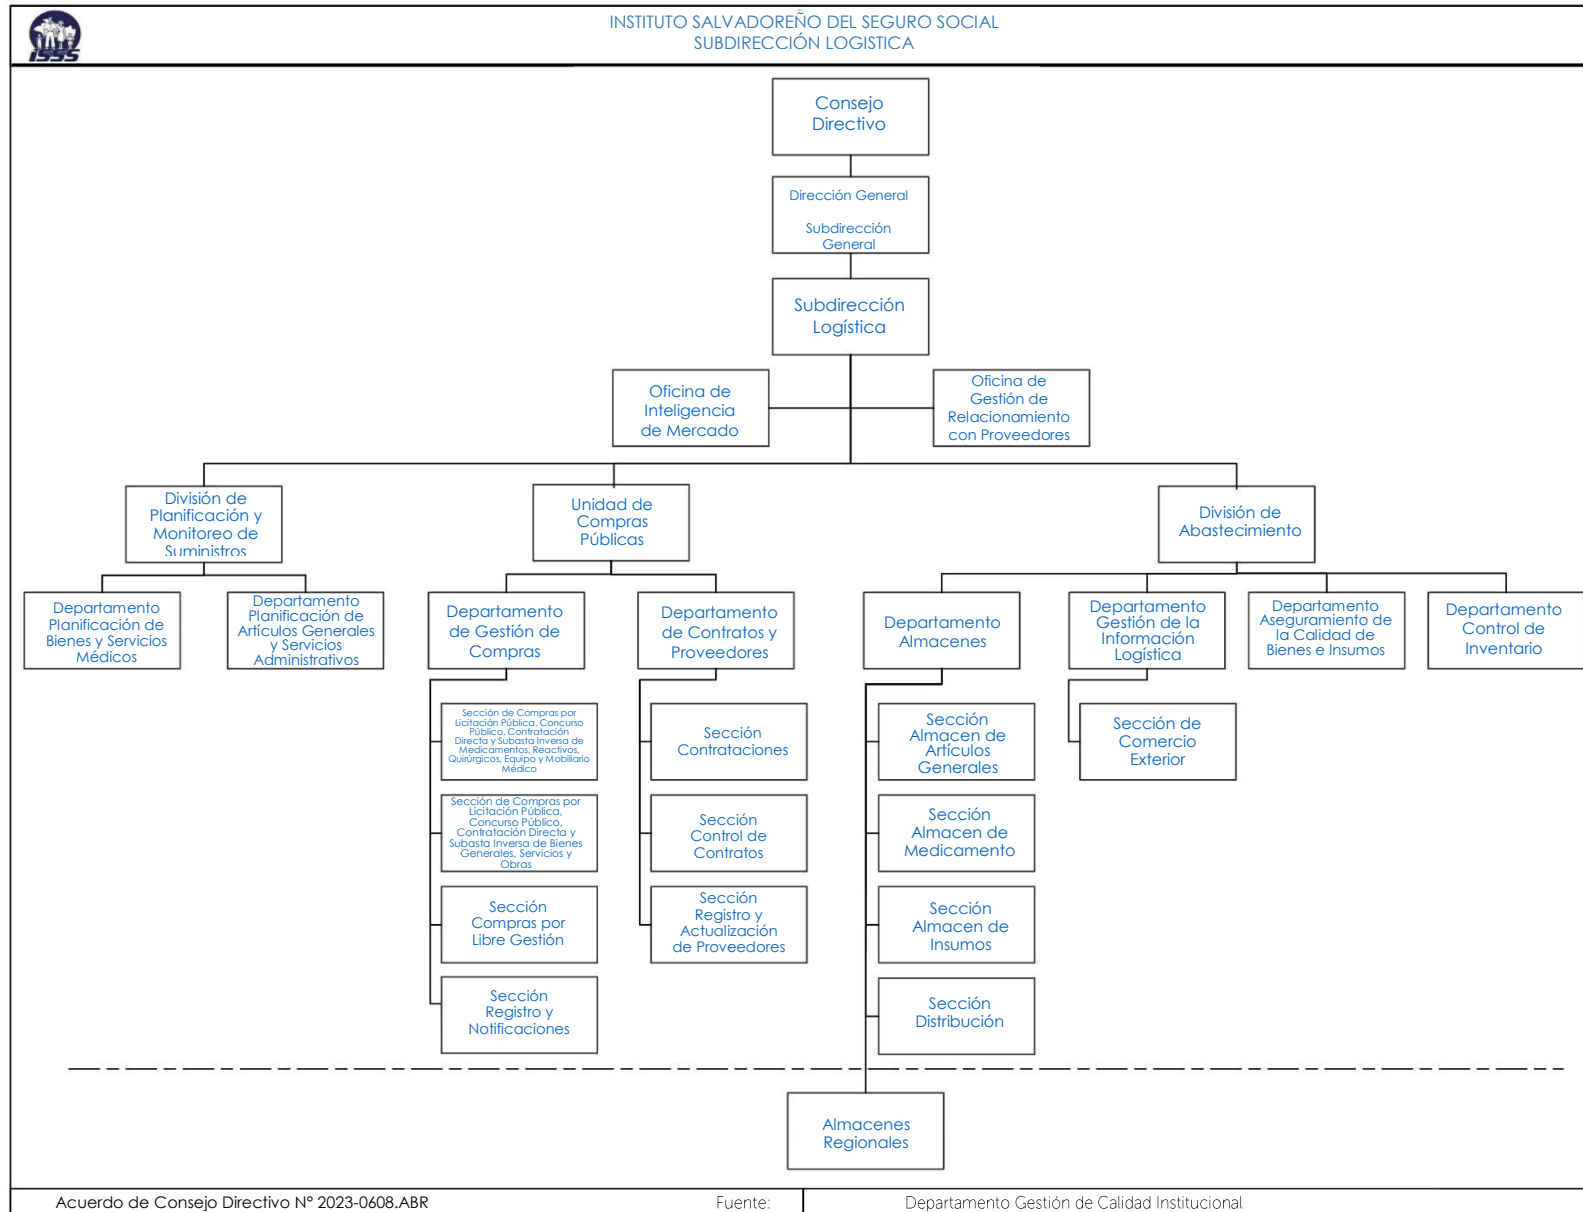 INSTITUTO SALVADOREÑO DEL SEGURO SOCIAL
SUBDIRECCIÓN LOGISTICA
ISSS
Consejo
Directivo
Dirección General
Subdirección
General
Subdirección
Logística
Oficina de
Inteligencia
de Mercado
Oficina de
Gestión de
Relacionamiento
con Proveedores
División de
Planificación y
Monitoreo de
Suministros
Unidad de
Compras
Públicas
División de
Abastecimiento
Departamento
Planificación de
Bienes y Servicios
Médicos
Departamento
Planificación de
Artículos Generales
y Servicios
Administrativos
Departamento
de Gestión de
Compras
Departamento
de Contratos y
Proveedores
Departamento
Almacenes
Departamento
Gestión de la
Información
Logística
Departamento
Aseguramiento de
la Calidad de
Bienes e Insumos
Departamento
Control de
Inventario
Sección de Compras por
Licitación Pública, Concurso
Público, Contratación
Directa y Subasta Inversa de
Medicamentos, Reactivos,
Quirúrgicos, Equipo y Mobiliario
Médico
Sección de Compras por
Licitación Pública,
Concurso Público,
Contratación Directa y
Subasta Inversa de Bienes
Generales, Servicios y
Obras
Sección
Compras por
Libre Gestión
Sección
Registro y
Notificaciones
Sección
Contrataciones
Sección
Control de
Contratos
Sección
Registro y
Actualización
de Proveedores
Sección
Almacen de
Artículos
Generales
Sección
Almacen de
Medicamento
Sección
Almacen de
Insumos
Sección
Distribución
Sección de
Comercio
Exterior
Almacenes
Regionales
Acuerdo de Consejo Directivo N° 2023-0608.ABR
Fuente:
Departamento Gestión de Calidad Institucional